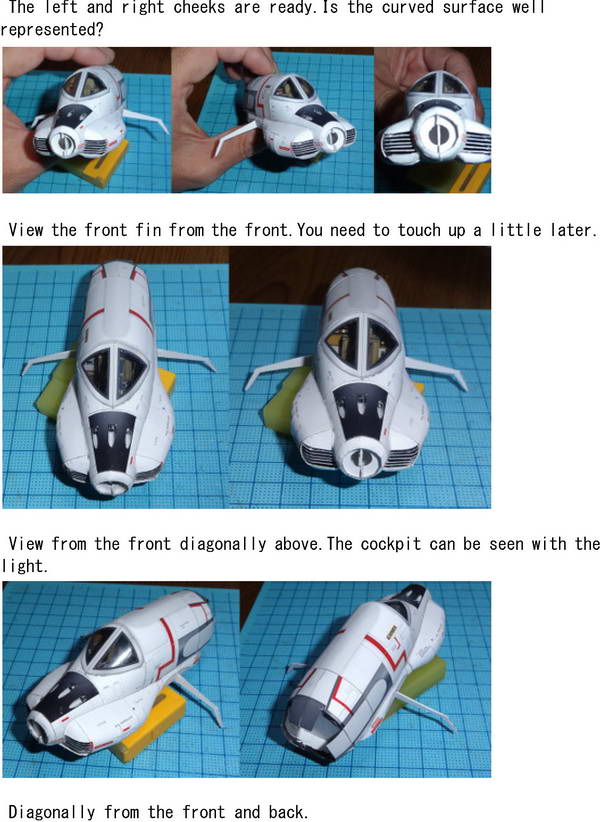 The left and right cheeks are ready.Is the curved surface well
represented?
View the front fin from the front.You need to touch up a little later.
View from the front diagonally above.The cockpit can be seen with the
light.
Diagonally from the front and back.